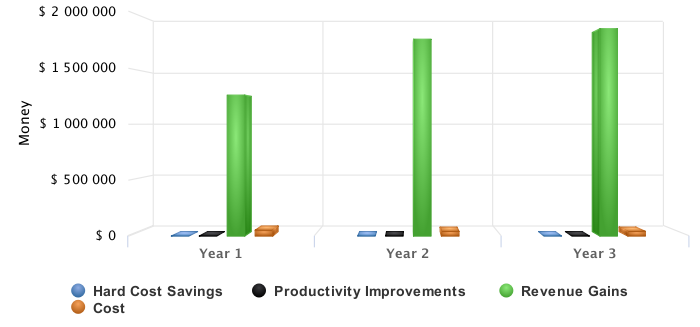 $ 2 000 000
$ 1 500 000
$ 1 000 000
$ 500 000
$ 0
Money
Year 1
Year 2
Year 3
Hard Cost Savings
Productivity Improvements
Revenue Gains
Cost